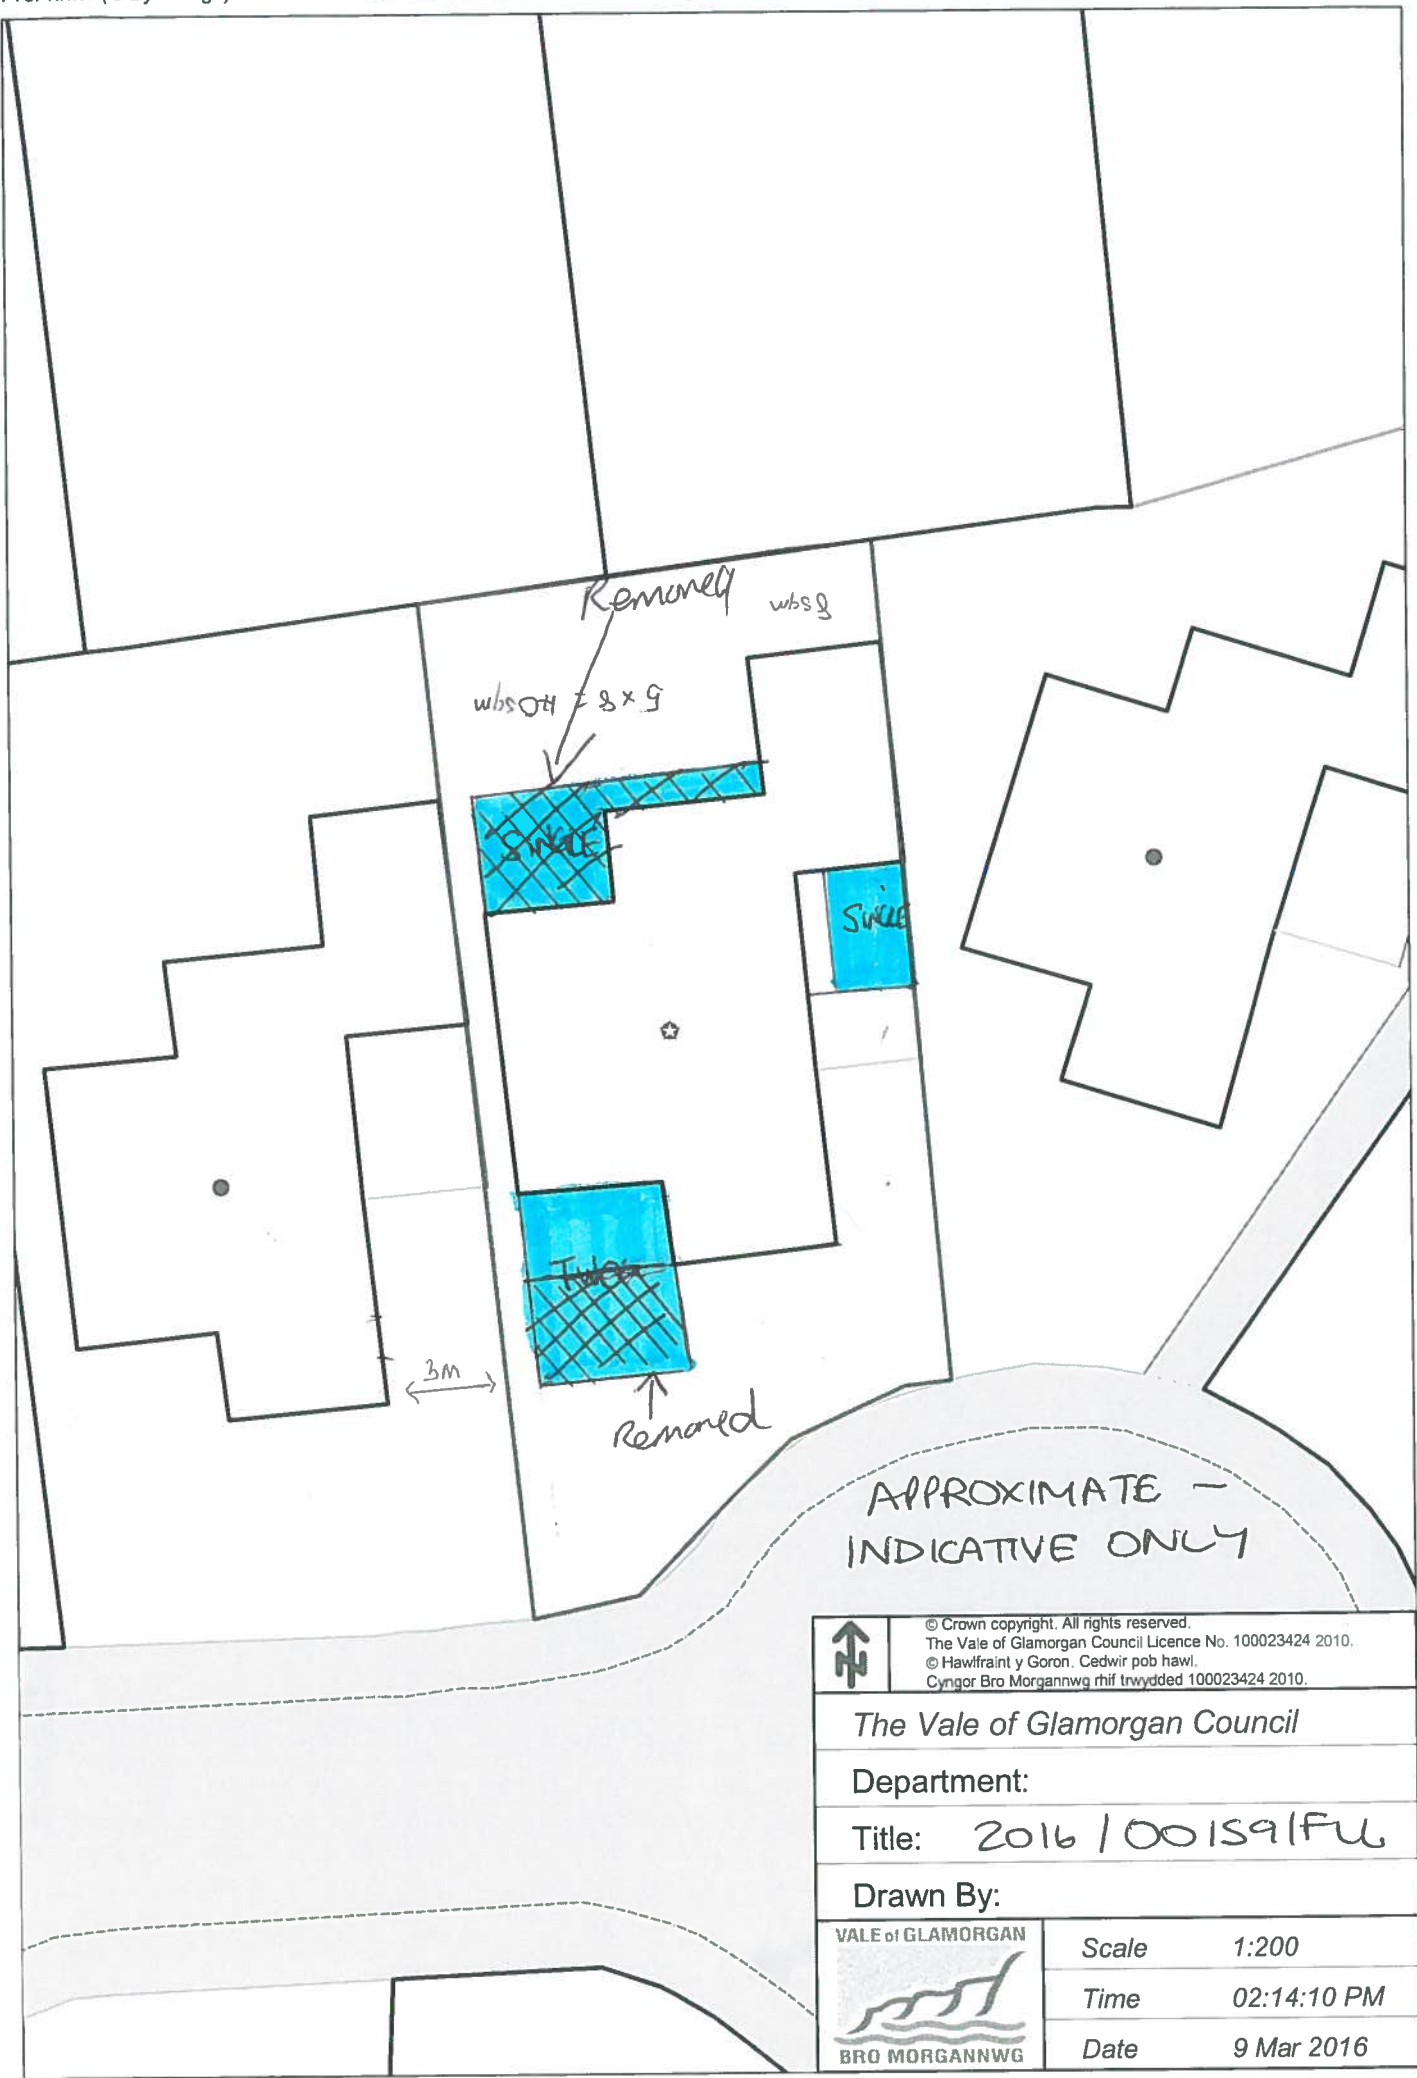 Removed
5 x 8 = 40sqm
SINGLE
SINGLE
3M
Removed
APPROXIMATE -
INDICATIVE ONLY
© Crown copyright. All rights reserved.
The Vale of Glamorgan Council Licence No. 100023424 2010.
© Hawlfraint y Goron. Cedwir pob hawl.
Cyngor Bro Morgannwg rhif trwydded 100023424 2010.
The Vale of Glamorgan Council
Department:
Title: 2016/00159/FUL
Drawn By:
VALE of GLAMORGAN
BRO MORGANNWG
Scale 1:200
Time 02:14:10 PM
Date 9 Mar 2016